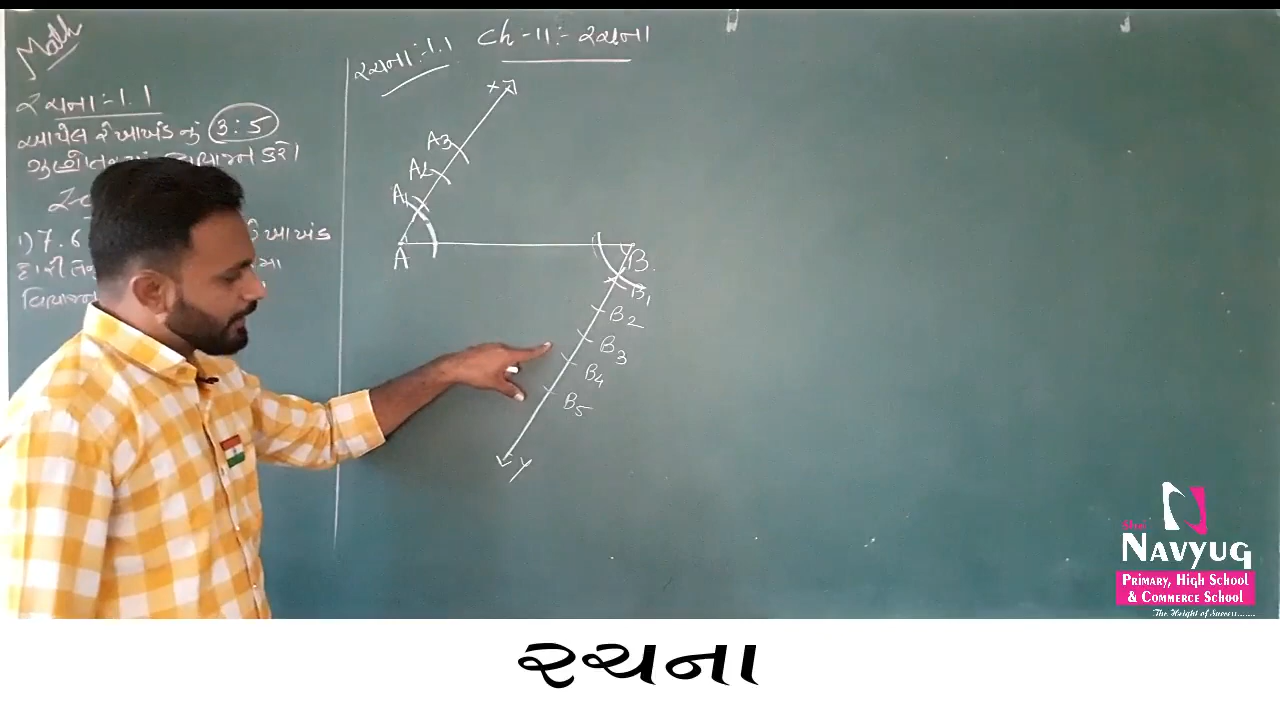 Math
રચના:-1.1
આપેલ રેખાખંડ નું 3:5
કરો
1) 7.6
રેખાખંડ
વિભાજન
રચના:-1.1
Ch-11:- રચના
X
A3
A2
A1
A
B
B1
B2
B3
B4
B5
Y
Shri
NAVYUG
PRIMARY, HIGH SCHOOL
& COMMERCE SCHOOL
The Height of Success.......
રચના